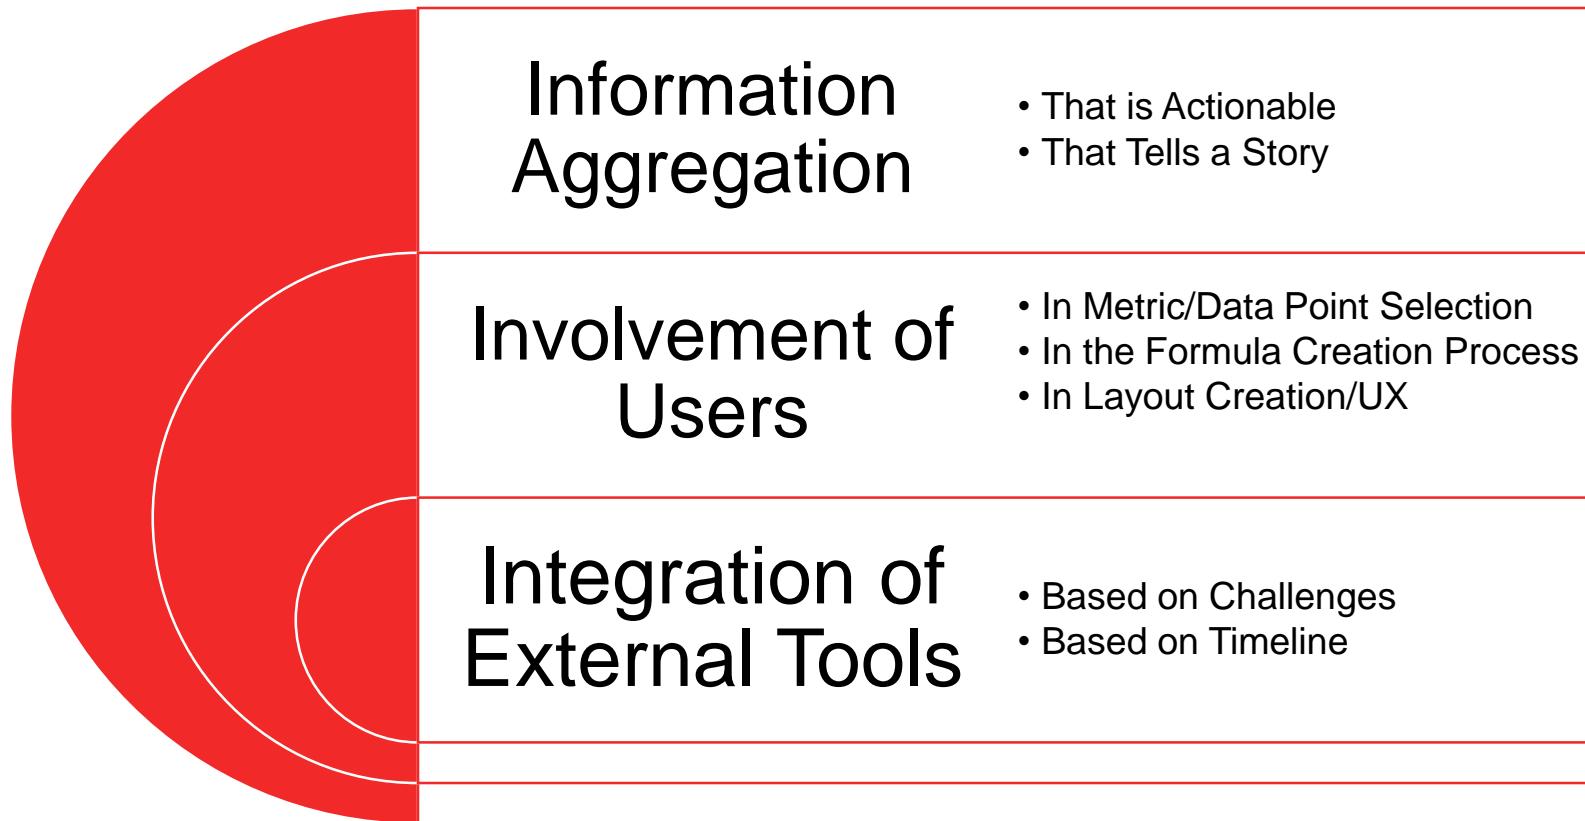 Information
Aggregation
• That is Actionable
• That Tells a Story
Involvement of
Users
• In Metric/Data Point Selection
• In the Formula Creation Process
• In Layout Creation/UX
Integration of
External Tools
• Based on Challenges
• Based on Timeline